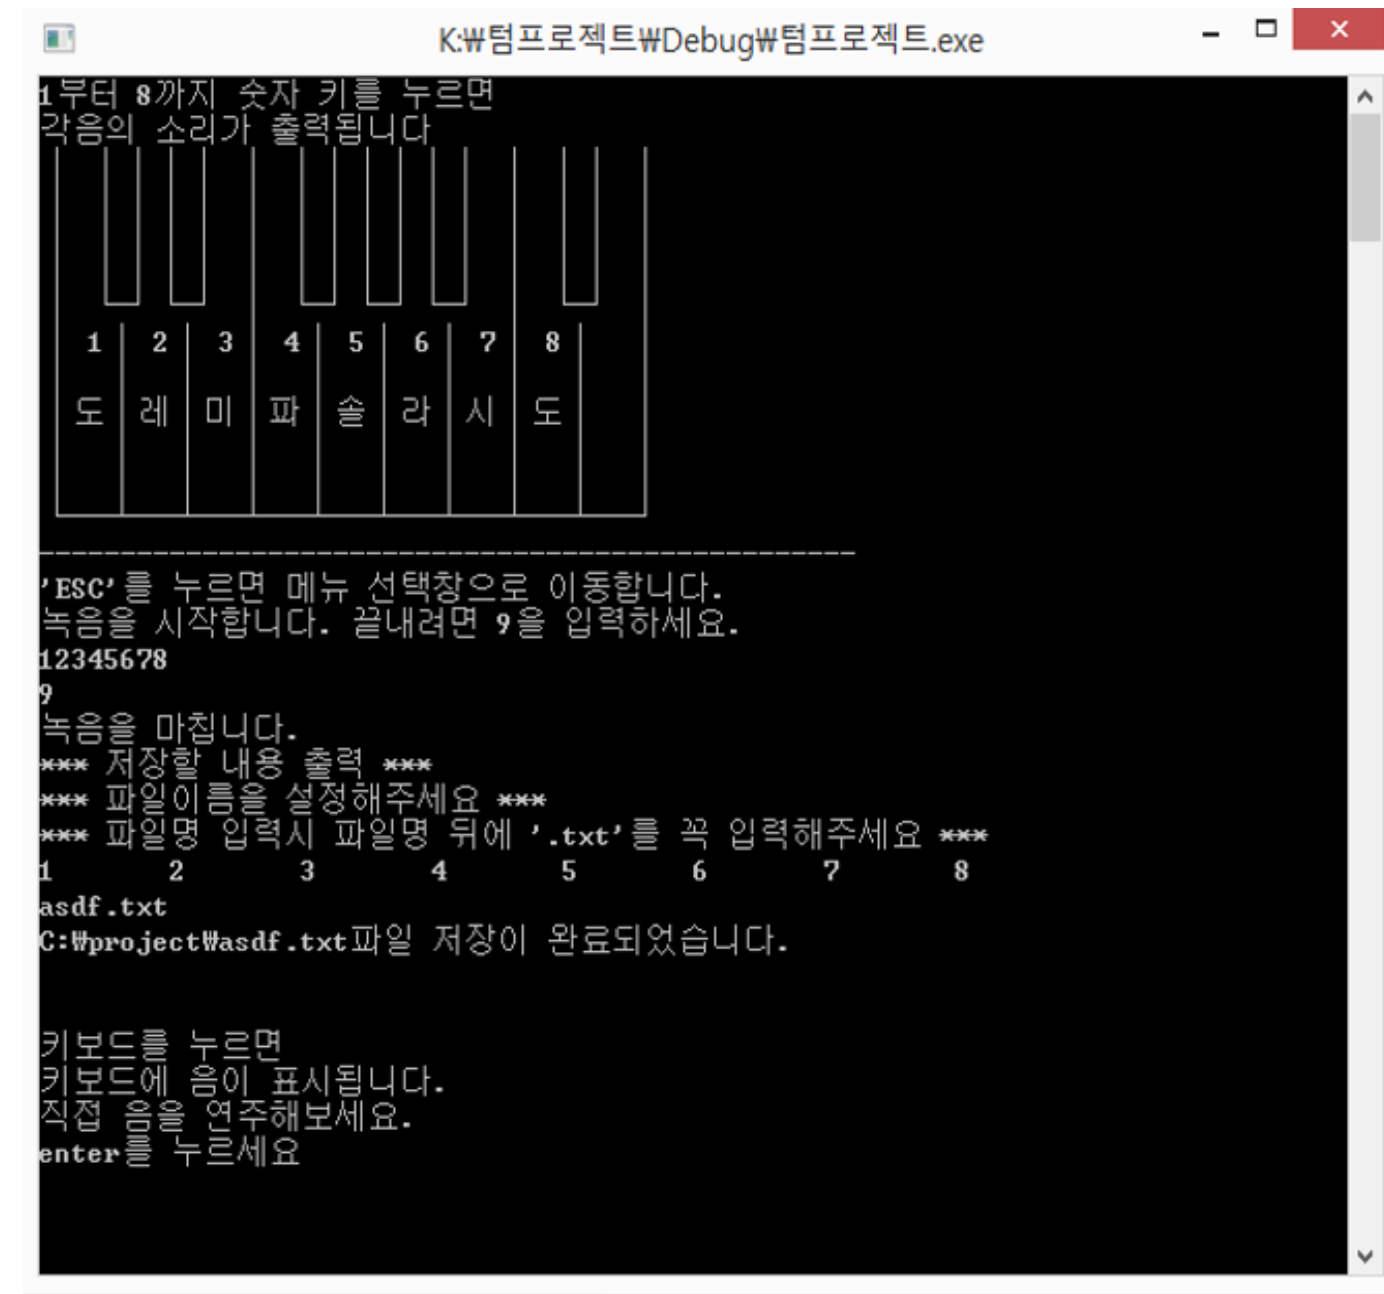 K:₩텀프로젝트₩Debug₩텀프로젝트.exe
1부터 8까지 숫자 키를 누르면
각음의 소리가 출력됩니다
1 2 3 4 5 6 7 8
도 레 미 파 솔 라 시 도
--------------------------------------------------
'ESC'를 누르면 메뉴 선택창으로 이동합니다.
녹음을 시작합니다. 끝내려면 9을 입력하세요.
12345678
9
녹음을 마칩니다.
*** 저장할 내용 출력 ***
*** 파일이름을 설정해주세요 ***
*** 파일명 입력시 파일명 뒤에 '.txt'를 꼭 입력해주세요 ***
1 2 3 4 5 6 7 8
asdf.txt
C:₩project₩asdf.txt파일 저장이 완료되었습니다.
키보드를 누르면
키보드에 음이 표시됩니다.
직접 음을 연주해보세요.
enter를 누르세요